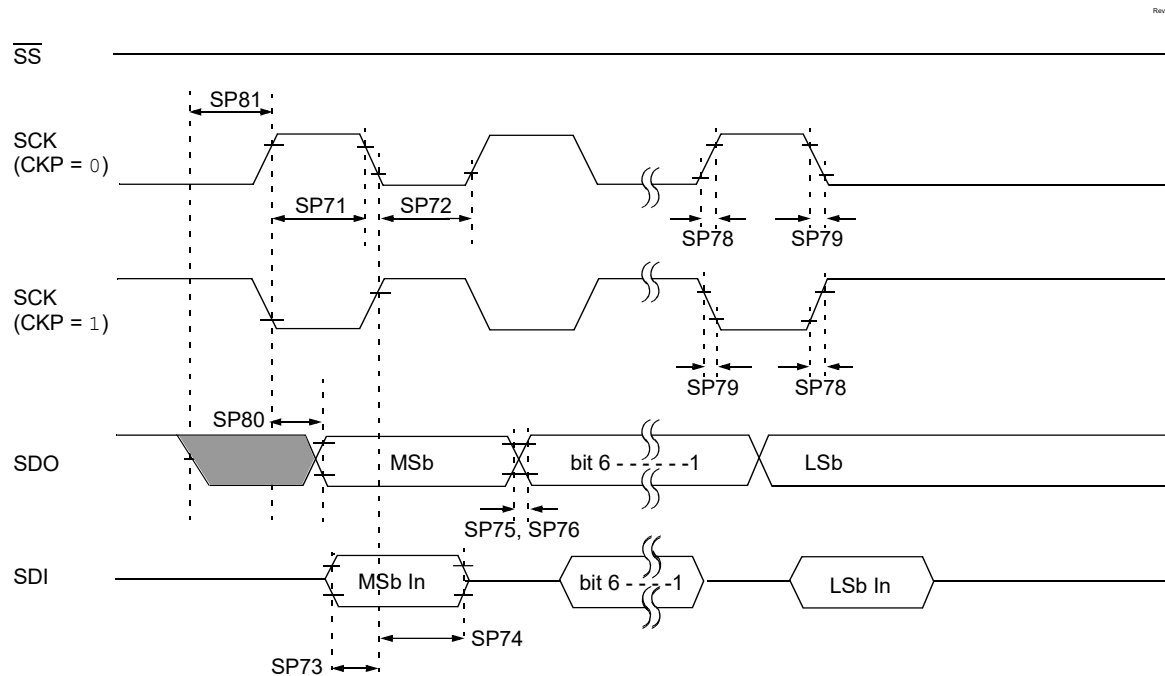 Rev
SS
SP81
SCK
(CKP = 0)
SP71
SP72
SP78
SP79
SCK
(CKP = 1)
SP79
SP78
SP80
SDO
MSb
bit 6 - - - - - -1
LSb
SP75, SP76
SDI
MSb In
bit 6 - - - - -1
LSb In
SP74
SP73